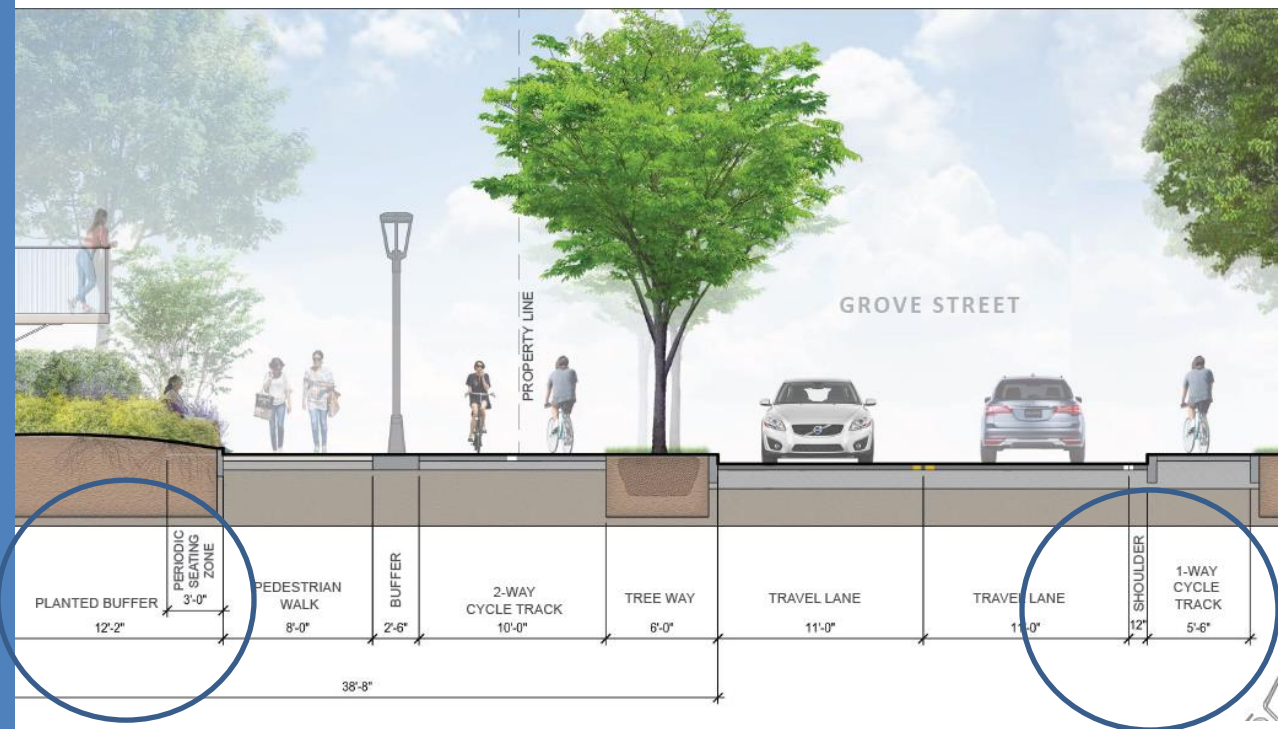 GROVE STREET
PROPERTY LINE
PLANTED BUFFER
12'-2"
PERIODIC
SEATING
ZONE
3'-0"
PEDESTRIAN
WALK
8'-0"
BUFFER
2'-6"
2-WAY
CYCLE TRACK
10'-0"
TREE WAY
6'-0"
TRAVEL LANE
11'-0"
TRAVEL LANE
11'-0"
SHOULDER
12"
1-WAY
CYCLE
TRACK
5'-6"
38'-8"